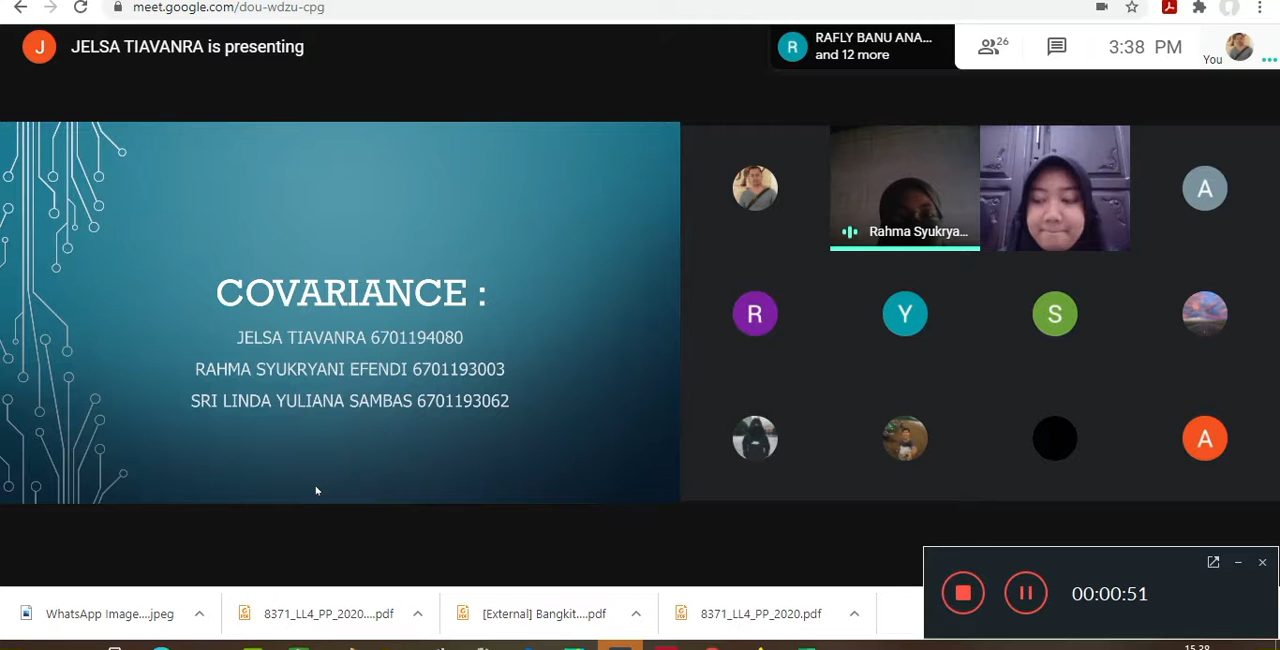 meet.google.com/dou-wdzu-cpg
J
JELSA TIAVANRA is presenting
R
RAFLY BANU ANA...
and 12 more
26
3:38 PM
You
COVARIANCE :
JELSA TIAVANRA 6701194080
RAHMA SYUKRYANI EFENDI 6701193003
SRI LINDA YULIANA SAMBAS 6701193062
Rahma Syukrya...
A
R
Y
S
A
00:00:51
WhatsApp Image....jpeg
8371_LL4_PP_2020....pdf
[External] Bangkit....pdf
8371_LL4_PP_2020.pdf